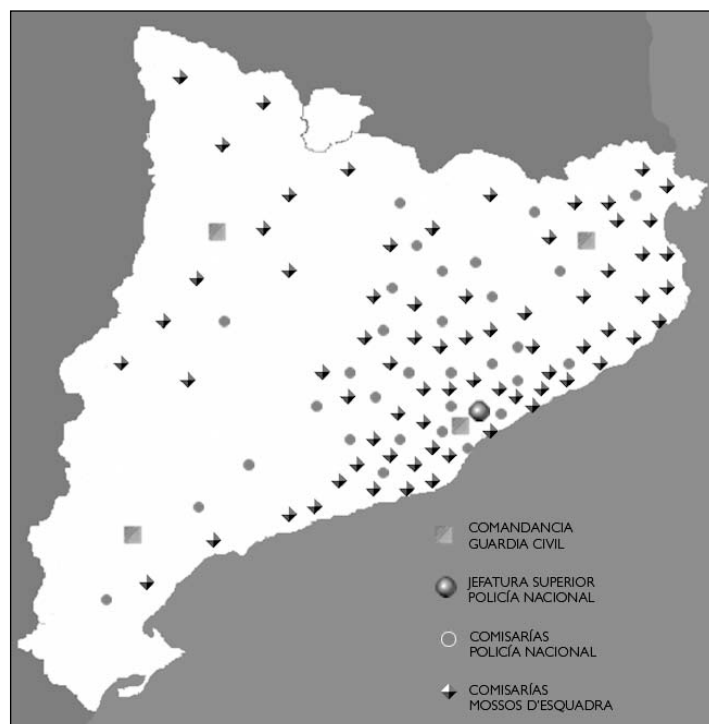 COMANDANCIA
GUARDIA CIVIL
JEFATURA SUPERIOR
POLICÍA NACIONAL
COMISARÍAS
POLICÍA NACIONAL
COMISARÍAS
MOSSOS D'ESQUADRA